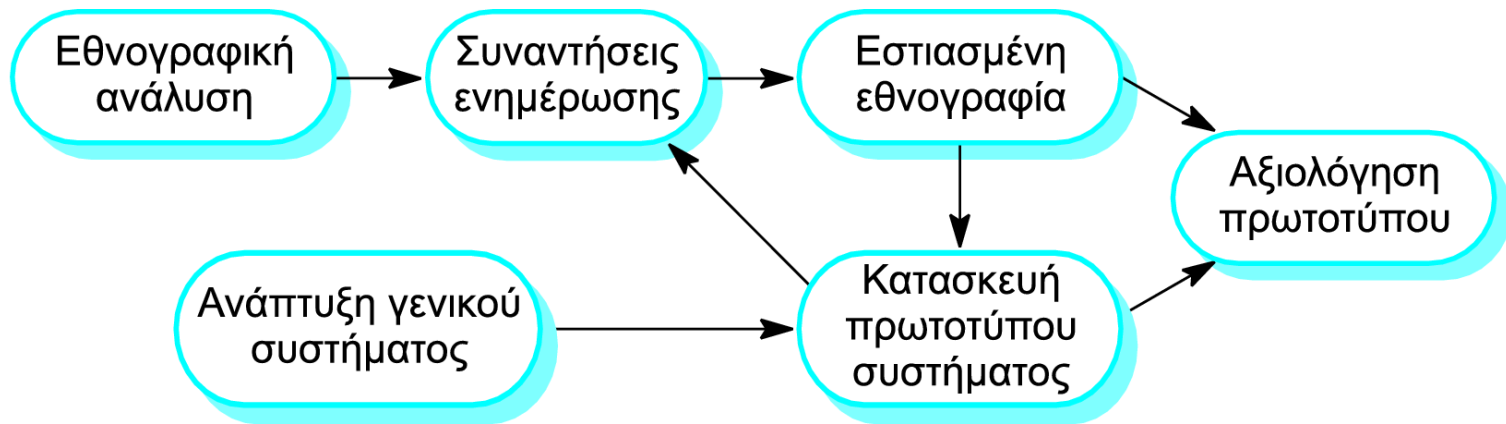 Εθνογραφική
ανάλυση
Συναντήσεις
ενημέρωσης
Εστιασμένη
εθνογραφία
Αξιολόγηση
πρωτοτύπου
Ανάπτυξη γενικού
συστήματος
Κατασκευή
πρωτοτύπου
συστήματος